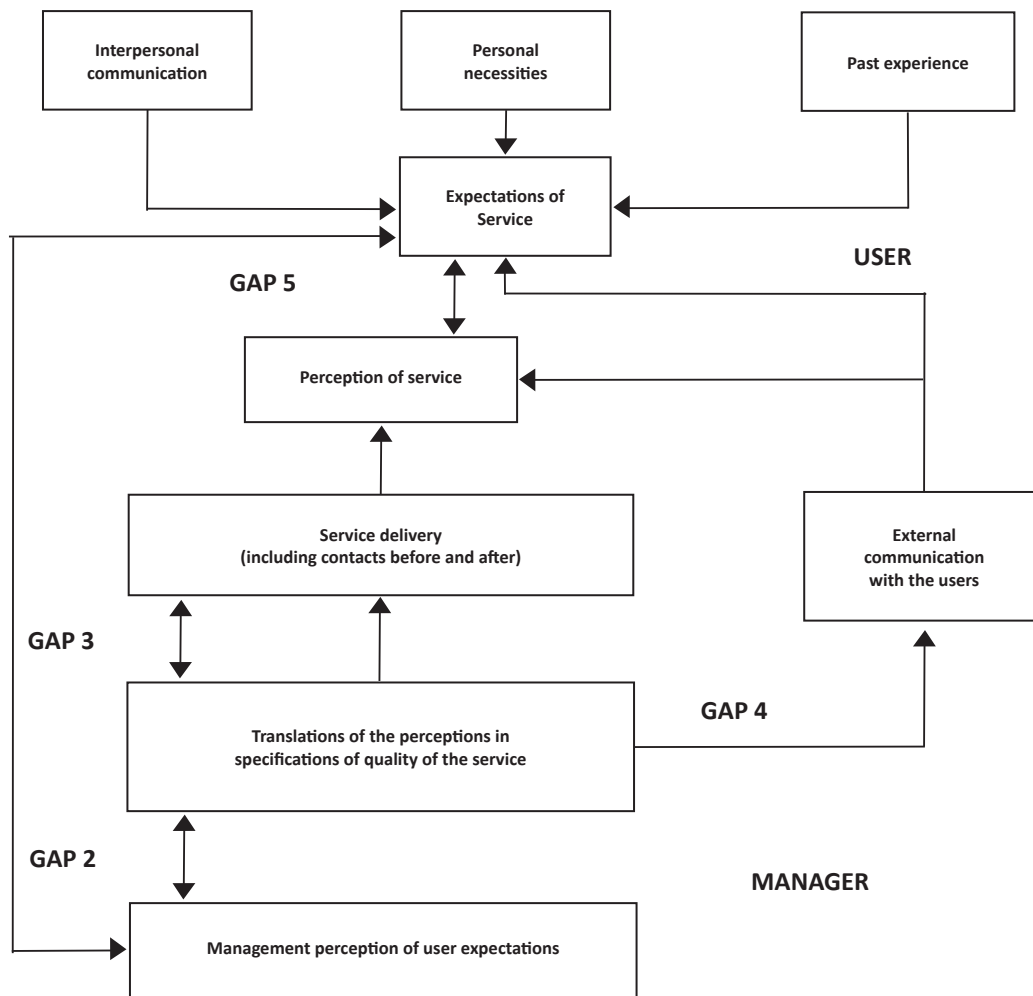 Interpersonal
communication
Personal
necessities
Past experience
Expectations of
Service
USER
GAP 5
Perception of service
Service delivery
(including contacts before and after)
External
communication
with the users
GAP 3
Translations of the perceptions in
specifications of quality of the service
GAP 4
GAP 2
MANAGER
Management perception of user expectations